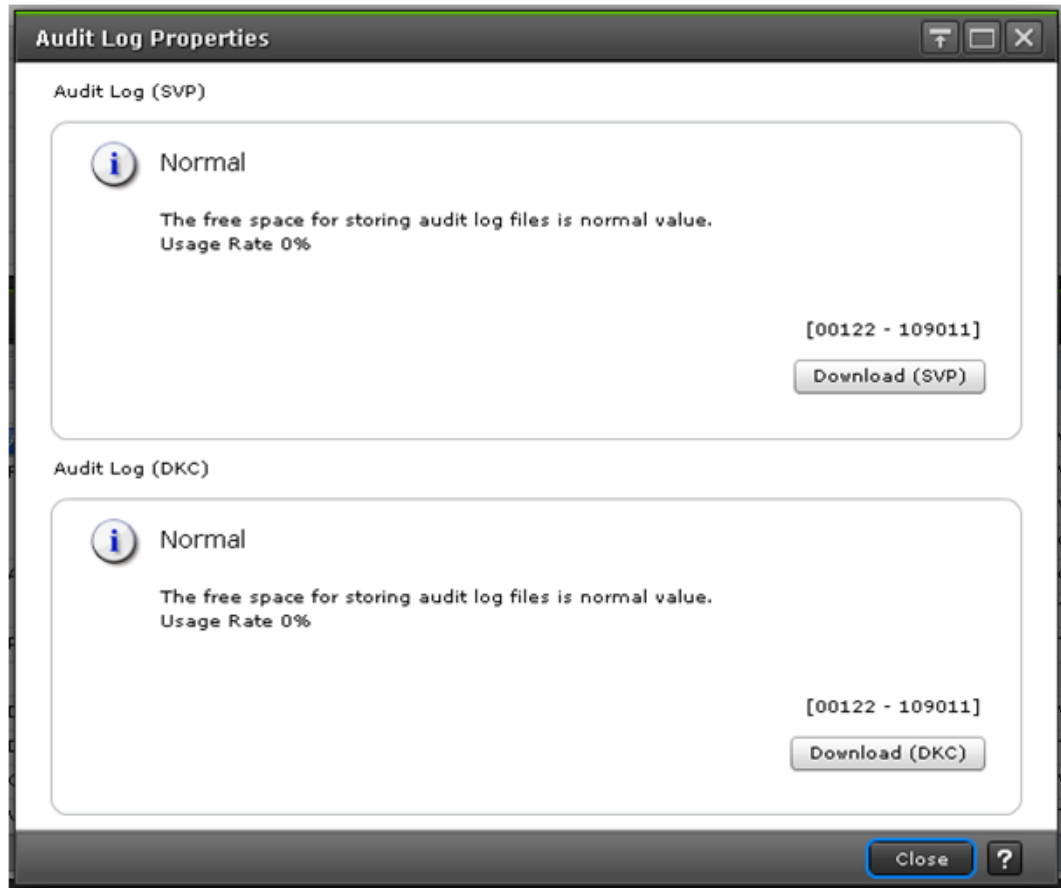 Audit Log Properties
Audit Log (SVP)
Normal
The free space for storing audit log files is normal value.
Usage Rate 0%
[00122 - 109011]
Download (SVP)
Audit Log (DKC)
Normal
The free space for storing audit log files is normal value.
Usage Rate 0%
[00122 - 109011]
Download (DKC)
Close ?